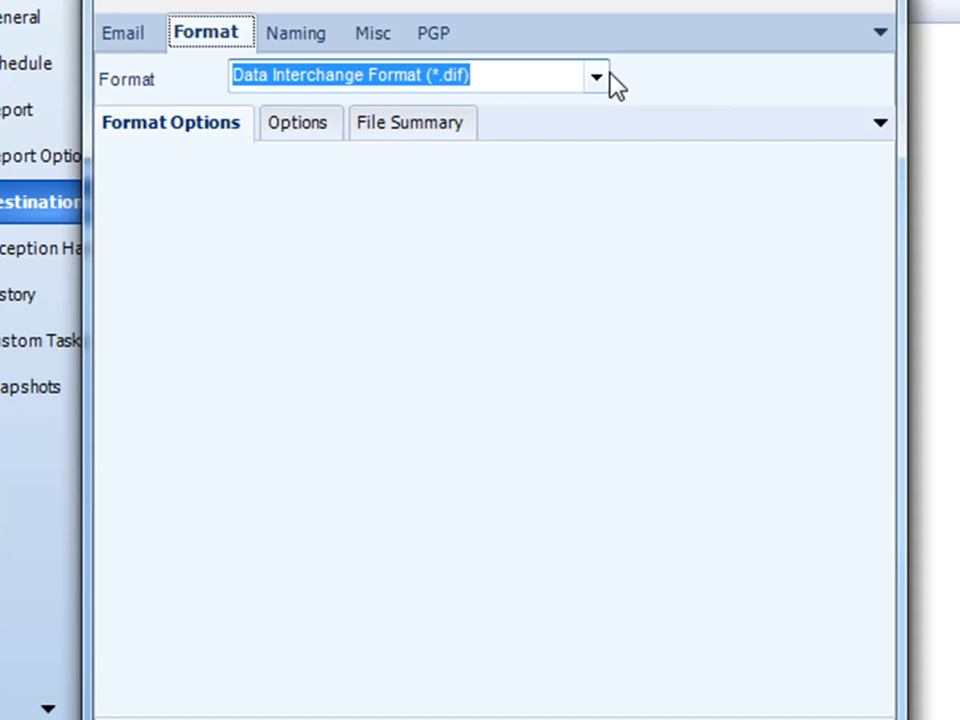 eneral
hedule
eport
eport Optio
estination
ception Ha
story
ustom Task
apshots
Email Format Naming Misc PGP
Format Data Interchange Format (*.dif)
Format Options Options File Summary